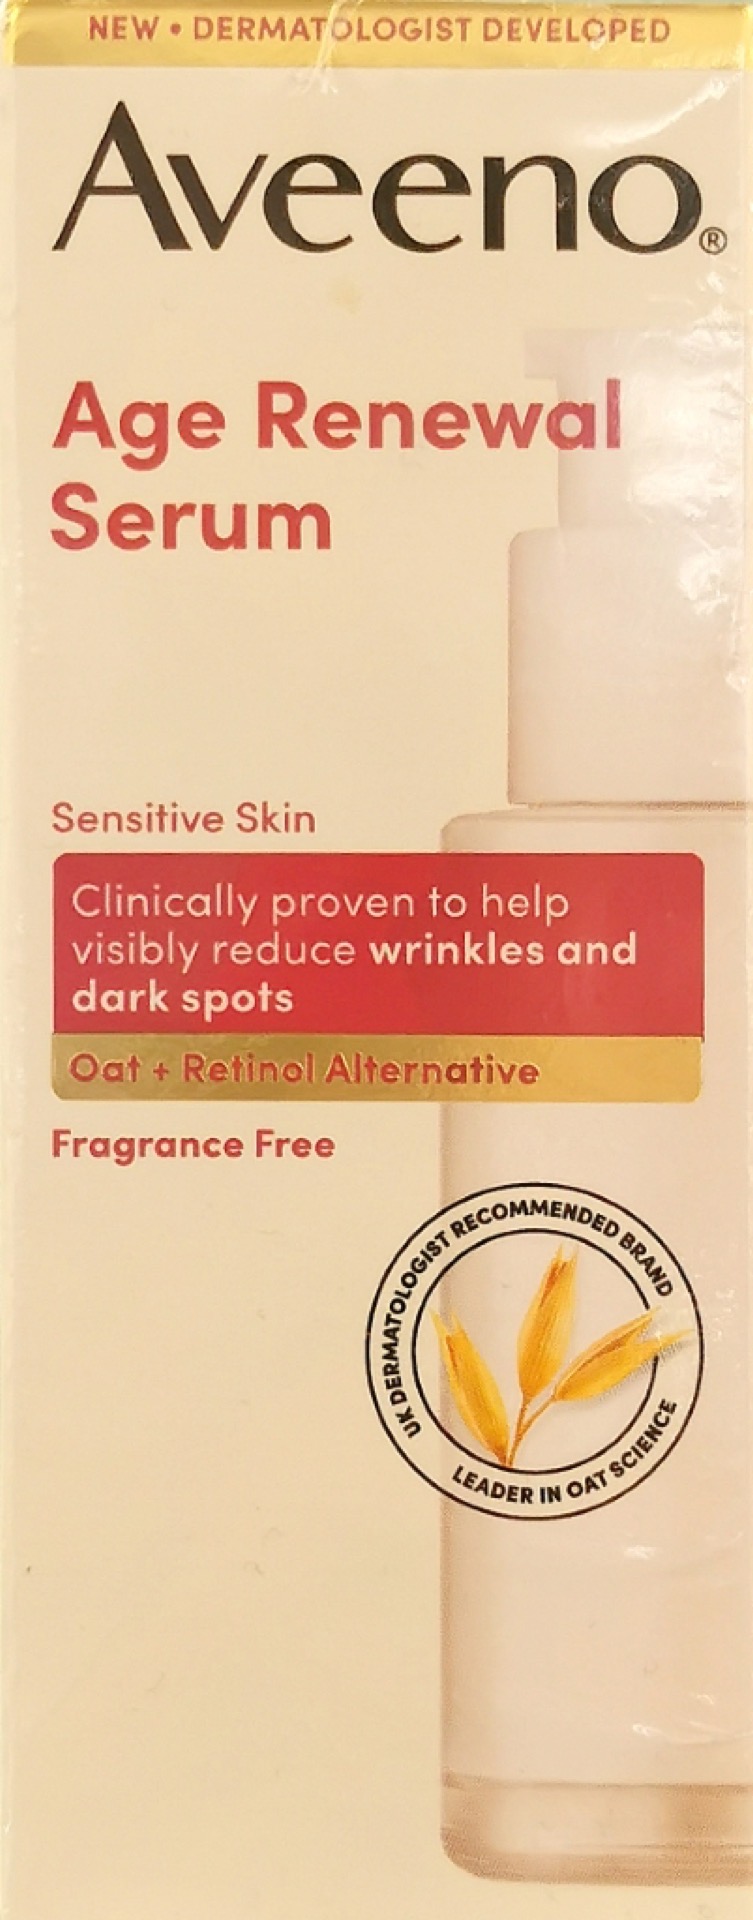 NEW • DERMATOLOGIST DEVELOPED
Aveeno®
Age Renewal
Serum
Sensitive Skin
Clinically proven to help
visibly reduce wrinkles and
dark spots
Oat + Retinol Alternative
Fragrance Free
UK DERMATOLOGIST RECOMMENDED BRAND
LEADER IN OAT SCIENCE